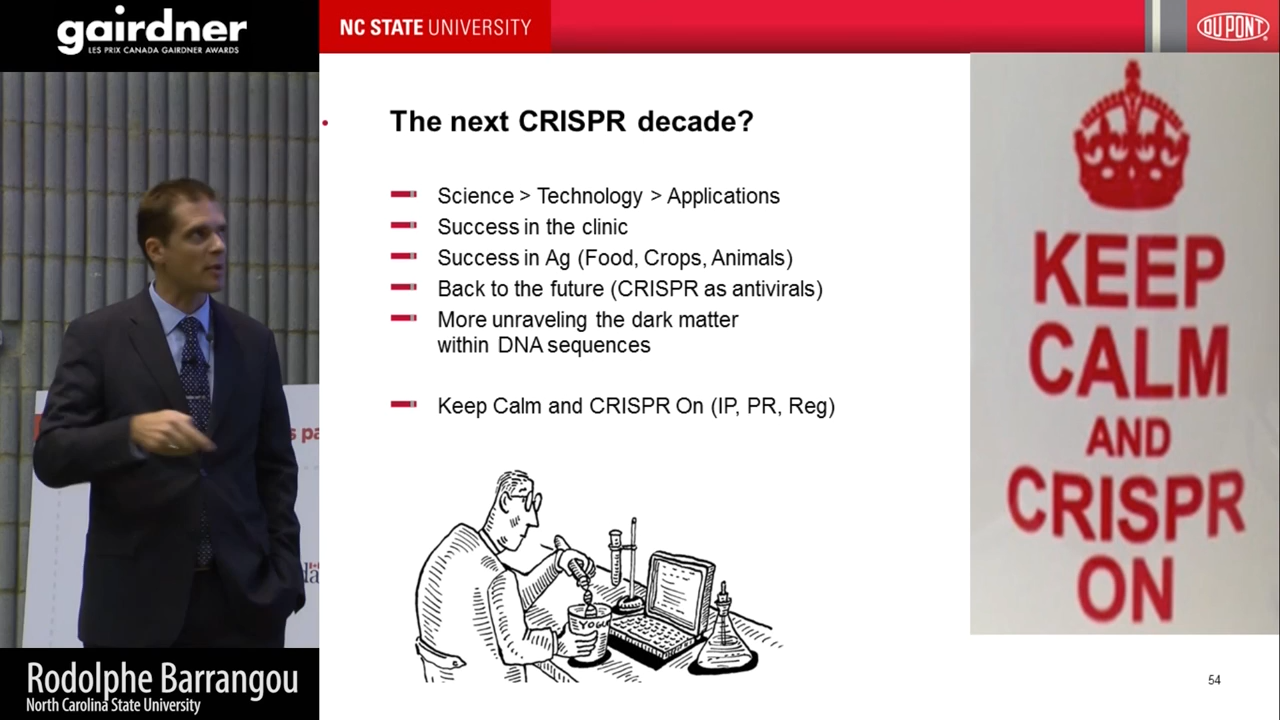 gairdner
LES PRIX CANADA GAIRDNER AWARDS
NC STATE UNIVERSITY
DU PONT
The next CRISPR decade?
Science > Technology > Applications
Success in the clinic
Success in Ag (Food, Crops, Animals)
Back to the future (CRISPR as antivirals)
More unraveling the dark matter
within DNA sequences
Keep Calm and CRISPR On (IP, PR, Reg)
KEEP
CALM
AND
CRISPR
ON
Rodolphe Barrangou
North Carolina State University
54